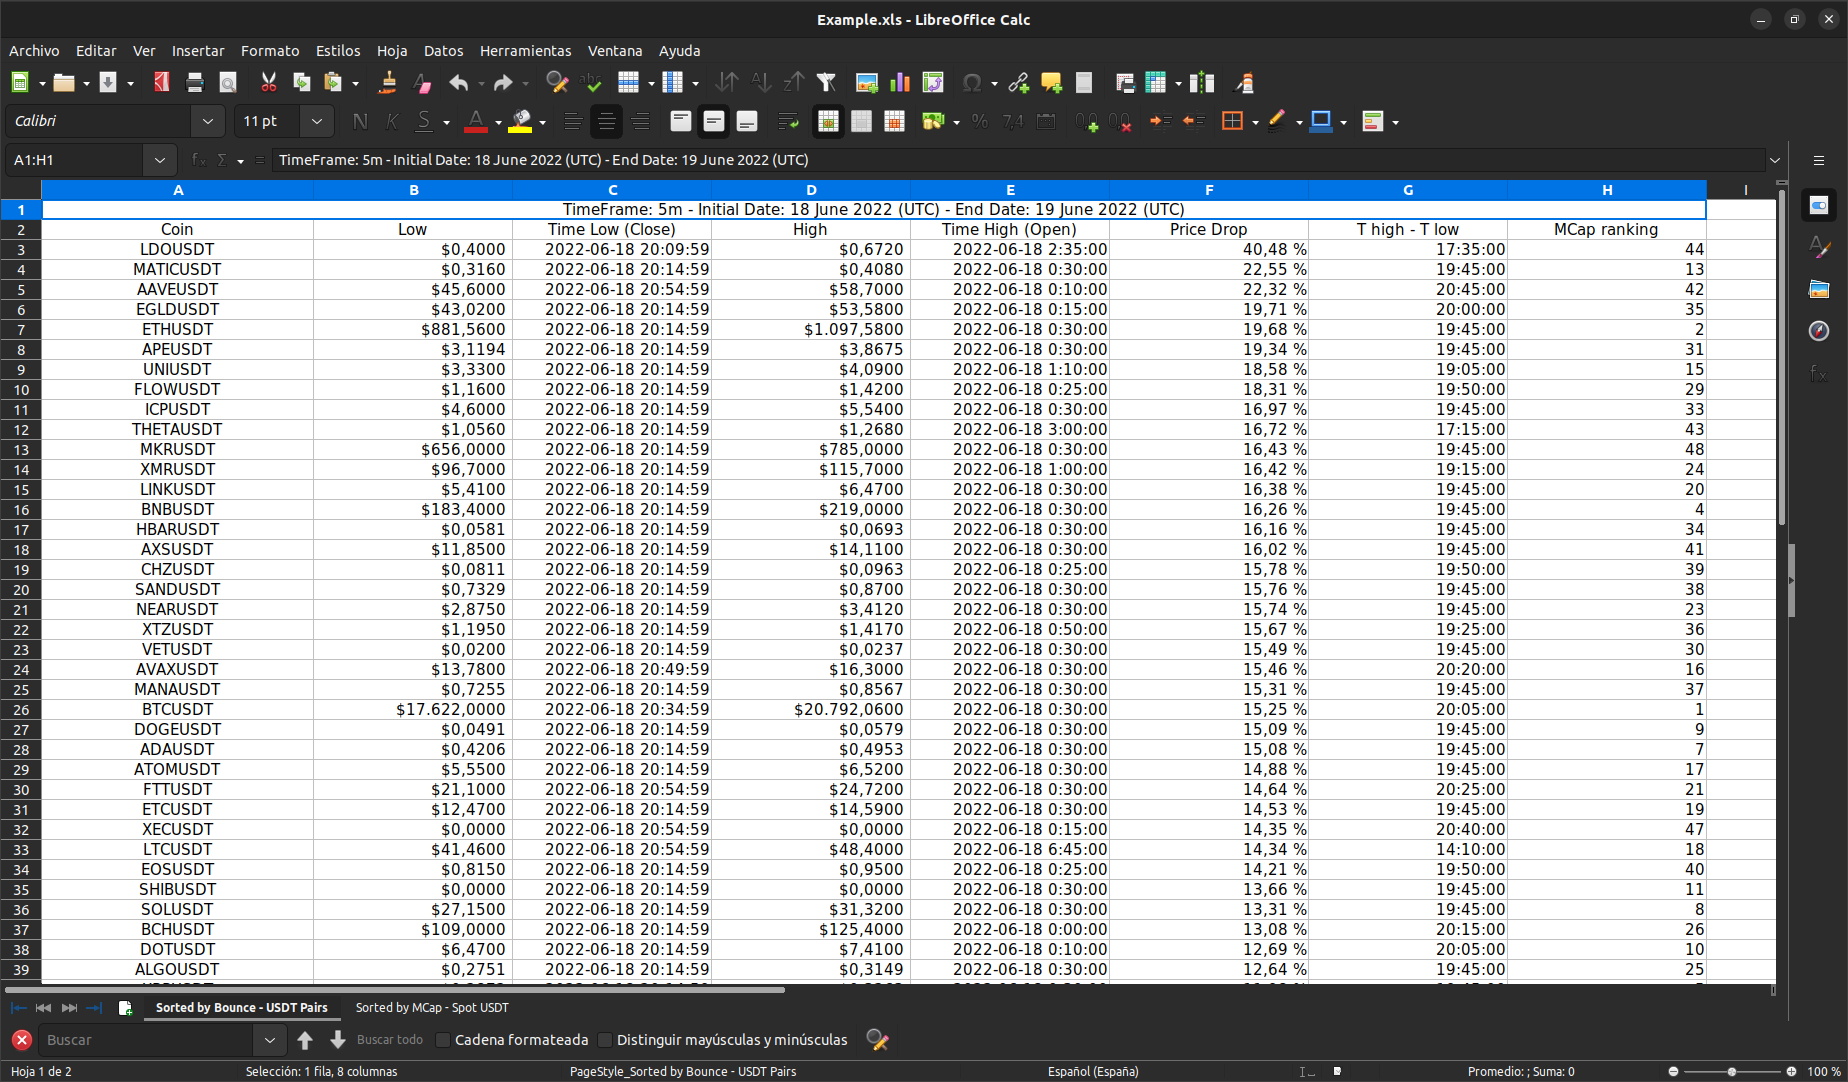 Example.xls - LibreOffice Calc
Archivo Editar Ver Insertar Formato Estilos Hoja Datos Herramientas Ventana Ayuda
Calibri 11 pt
A1:H1 TimeFrame: 5m - Initial Date: 18 June 2022 (UTC) - End Date: 19 June 2022 (UTC)
A B C D E F G H I
1 TimeFrame: 5m - Initial Date: 18 June 2022 (UTC) - End Date: 19 June 2022 (UTC)
2 Coin Low Time Low (Close) High Time High (Open) Price Drop T high - T low MCap ranking
3 LDOUSDT $0,4000 2022-06-18 20:09:59 $0,6720 2022-06-18 2:35:00 40,48 % 17:35:00 44
4 MATICUSDT $0,3160 2022-06-18 20:14:59 $0,4080 2022-06-18 0:30:00 22,55 % 19:45:00 13
5 AAVEUSDT $45,6000 2022-06-18 20:54:59 $58,7000 2022-06-18 0:10:00 22,32 % 20:45:00 42
6 EGLDUSDT $43,0200 2022-06-18 20:14:59 $53,5800 2022-06-18 0:15:00 19,71 % 20:00:00 35
7 ETHUSDT $881,5600 2022-06-18 20:14:59 $1.097,5800 2022-06-18 0:30:00 19,68 % 19:45:00 2
8 APEUSDT $3,1194 2022-06-18 20:14:59 $3,8675 2022-06-18 0:30:00 19,34 % 19:45:00 31
9 UNIUSDT $3,3300 2022-06-18 20:14:59 $4,0900 2022-06-18 1:10:00 18,58 % 19:05:00 15
10 FLOWUSDT $1,1600 2022-06-18 20:14:59 $1,4200 2022-06-18 0:25:00 18,31 % 19:50:00 29
11 ICPUSDT $4,6000 2022-06-18 20:14:59 $5,5400 2022-06-18 0:30:00 16,97 % 19:45:00 33
12 THETAUSDT $1,0560 2022-06-18 20:14:59 $1,2680 2022-06-18 3:00:00 16,72 % 17:15:00 43
13 MKRUSDT $656,0000 2022-06-18 20:14:59 $785,0000 2022-06-18 0:30:00 16,43 % 19:45:00 48
14 XMRUSDT $96,7000 2022-06-18 20:14:59 $115,7000 2022-06-18 1:00:00 16,42 % 19:15:00 24
15 LINKUSDT $5,4100 2022-06-18 20:14:59 $6,4700 2022-06-18 0:30:00 16,38 % 19:45:00 20
16 BNBUSDT $183,4000 2022-06-18 20:14:59 $219,0000 2022-06-18 0:30:00 16,26 % 19:45:00 4
17 HBARUSDT $0,0581 2022-06-18 20:14:59 $0,0693 2022-06-18 0:30:00 16,16 % 19:45:00 34
18 AXSUSDT $11,8500 2022-06-18 20:14:59 $14,1100 2022-06-18 0:30:00 16,02 % 19:45:00 41
19 CHZUSDT $0,0811 2022-06-18 20:14:59 $0,0963 2022-06-18 0:25:00 15,78 % 19:50:00 39
20 SANDUSDT $0,7329 2022-06-18 20:14:59 $0,8700 2022-06-18 0:30:00 15,76 % 19:45:00 38
21 NEARUSDT $2,8750 2022-06-18 20:14:59 $3,4120 2022-06-18 0:30:00 15,74 % 19:45:00 23
22 XTZUSDT $1,1950 2022-06-18 20:14:59 $1,4170 2022-06-18 0:50:00 15,67 % 19:25:00 36
23 VETUSDT $0,0200 2022-06-18 20:14:59 $0,0237 2022-06-18 0:30:00 15,49 % 19:45:00 30
24 AVAXUSDT $13,7800 2022-06-18 20:49:59 $16,3000 2022-06-18 0:30:00 15,46 % 20:20:00 16
25 MANAUSDT $0,7255 2022-06-18 20:14:59 $0,8567 2022-06-18 0:30:00 15,31 % 19:45:00 37
26 BTCUSDT $17.622,0000 2022-06-18 20:34:59 $20.792,0600 2022-06-18 0:30:00 15,25 % 20:05:00 1
27 DOGEUSDT $0,0491 2022-06-18 20:14:59 $0,0579 2022-06-18 0:30:00 15,09 % 19:45:00 9
28 ADAUSDT $0,4206 2022-06-18 20:14:59 $0,4953 2022-06-18 0:30:00 15,08 % 19:45:00 7
29 ATOMUSDT $5,5500 2022-06-18 20:14:59 $6,5200 2022-06-18 0:30:00 14,88 % 19:45:00 17
30 FTTUSDT $21,1000 2022-06-18 20:54:59 $24,7200 2022-06-18 0:30:00 14,64 % 20:25:00 21
31 ETCUSDT $12,4700 2022-06-18 20:14:59 $14,5900 2022-06-18 0:30:00 14,53 % 19:45:00 19
32 XECUSDT $0,0000 2022-06-18 20:54:59 $0,0000 2022-06-18 0:15:00 14,35 % 20:40:00 47
33 LTCUSDT $41,4600 2022-06-18 20:54:59 $48,4000 2022-06-18 6:45:00 14,34 % 14:10:00 18
34 EOSUSDT $0,8150 2022-06-18 20:14:59 $0,9500 2022-06-18 0:25:00 14,21 % 19:50:00 40
35 SHIBUSDT $0,0000 2022-06-18 20:14:59 $0,0000 2022-06-18 0:30:00 13,66 % 19:45:00 11
36 SOLUSDT $27,1500 2022-06-18 20:14:59 $31,3200 2022-06-18 0:30:00 13,31 % 19:45:00 8
37 BCHUSDT $109,0000 2022-06-18 20:14:59 $125,4000 2022-06-18 0:00:00 13,08 % 20:15:00 26
38 DOTUSDT $6,4700 2022-06-18 20:14:59 $7,4100 2022-06-18 0:10:00 12,69 % 20:05:00 10
39 ALGOUSDT $0,2751 2022-06-18 20:14:59 $0,3149 2022-06-18 0:30:00 12,64 % 19:45:00 25
Sorted by Bounce - USDT Pairs Sorted by MCap - Spot USDT
Buscar Buscar todo Cadena formateada Distinguir mayúsculas y minúsculas
Hoja 1 de 2 Selección: 1 fila, 8 columnas PageStyle_Sorted by Bounce - USDT Pairs Español (España) Promedio: ; Suma: 0 100 %